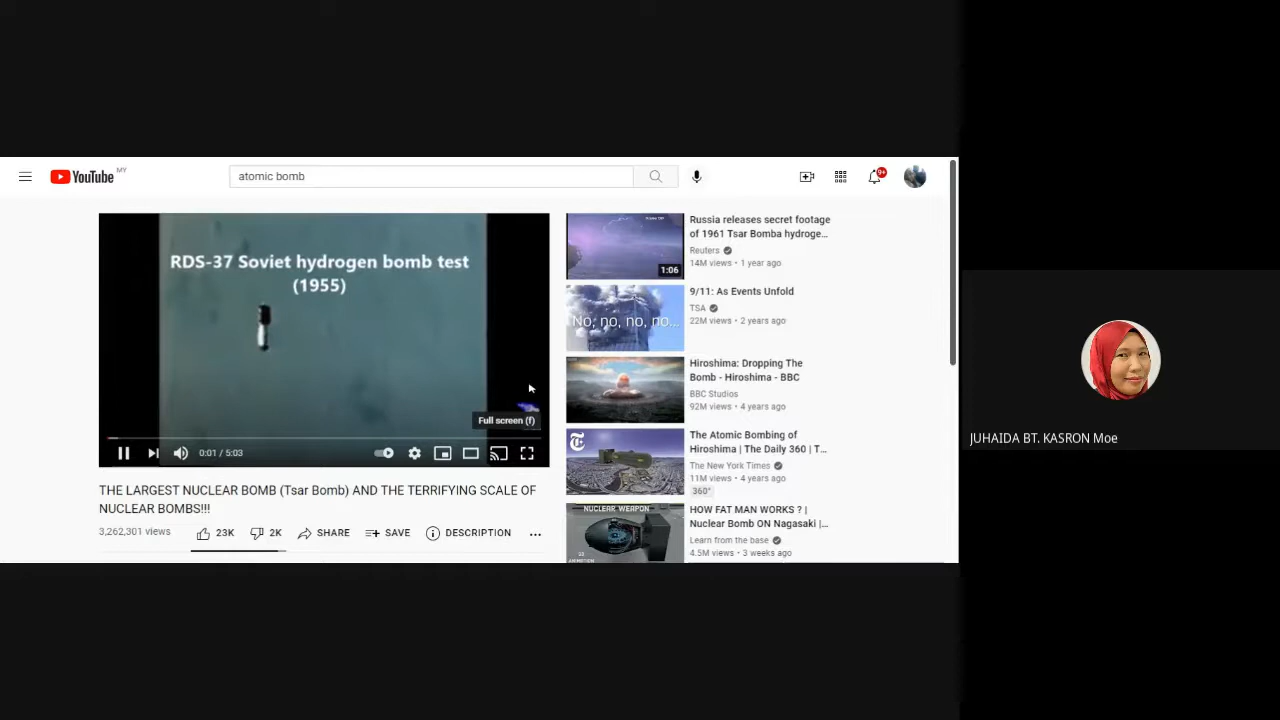 YouTube MY
atomic bomb
9+
RDS-37 Soviet hydrogen bomb test
(1955)
Full screen (f)
0:01 / 5:03
THE LARGEST NUCLEAR BOMB (Tsar Bomb) AND THE TERRIFYING SCALE OF
NUCLEAR BOMBS!!!
3,262,301 views
23K
2K
SHARE
SAVE
DESCRIPTION
1:06
Russia releases secret footage
of 1961 Tsar Bomba hydroge...
Reuters
14M views • 1 year ago
No, no, no, no...
9/11: As Events Unfold
TSA
22M views • 2 years ago
Hiroshima: Dropping The
Bomb - Hiroshima - BBC
BBC Studios
92M views • 4 years ago
The Atomic Bombing of
Hiroshima | The Daily 360 | T...
The New York Times
11M views • 4 years ago
360°
NUCLEAR WEAPON
HOW FAT MAN WORKS ? |
Nuclear Bomb ON Nagasaki |...
Learn from the base
4.5M views • 3 weeks ago
JUHAIDA BT. KASRON Moe